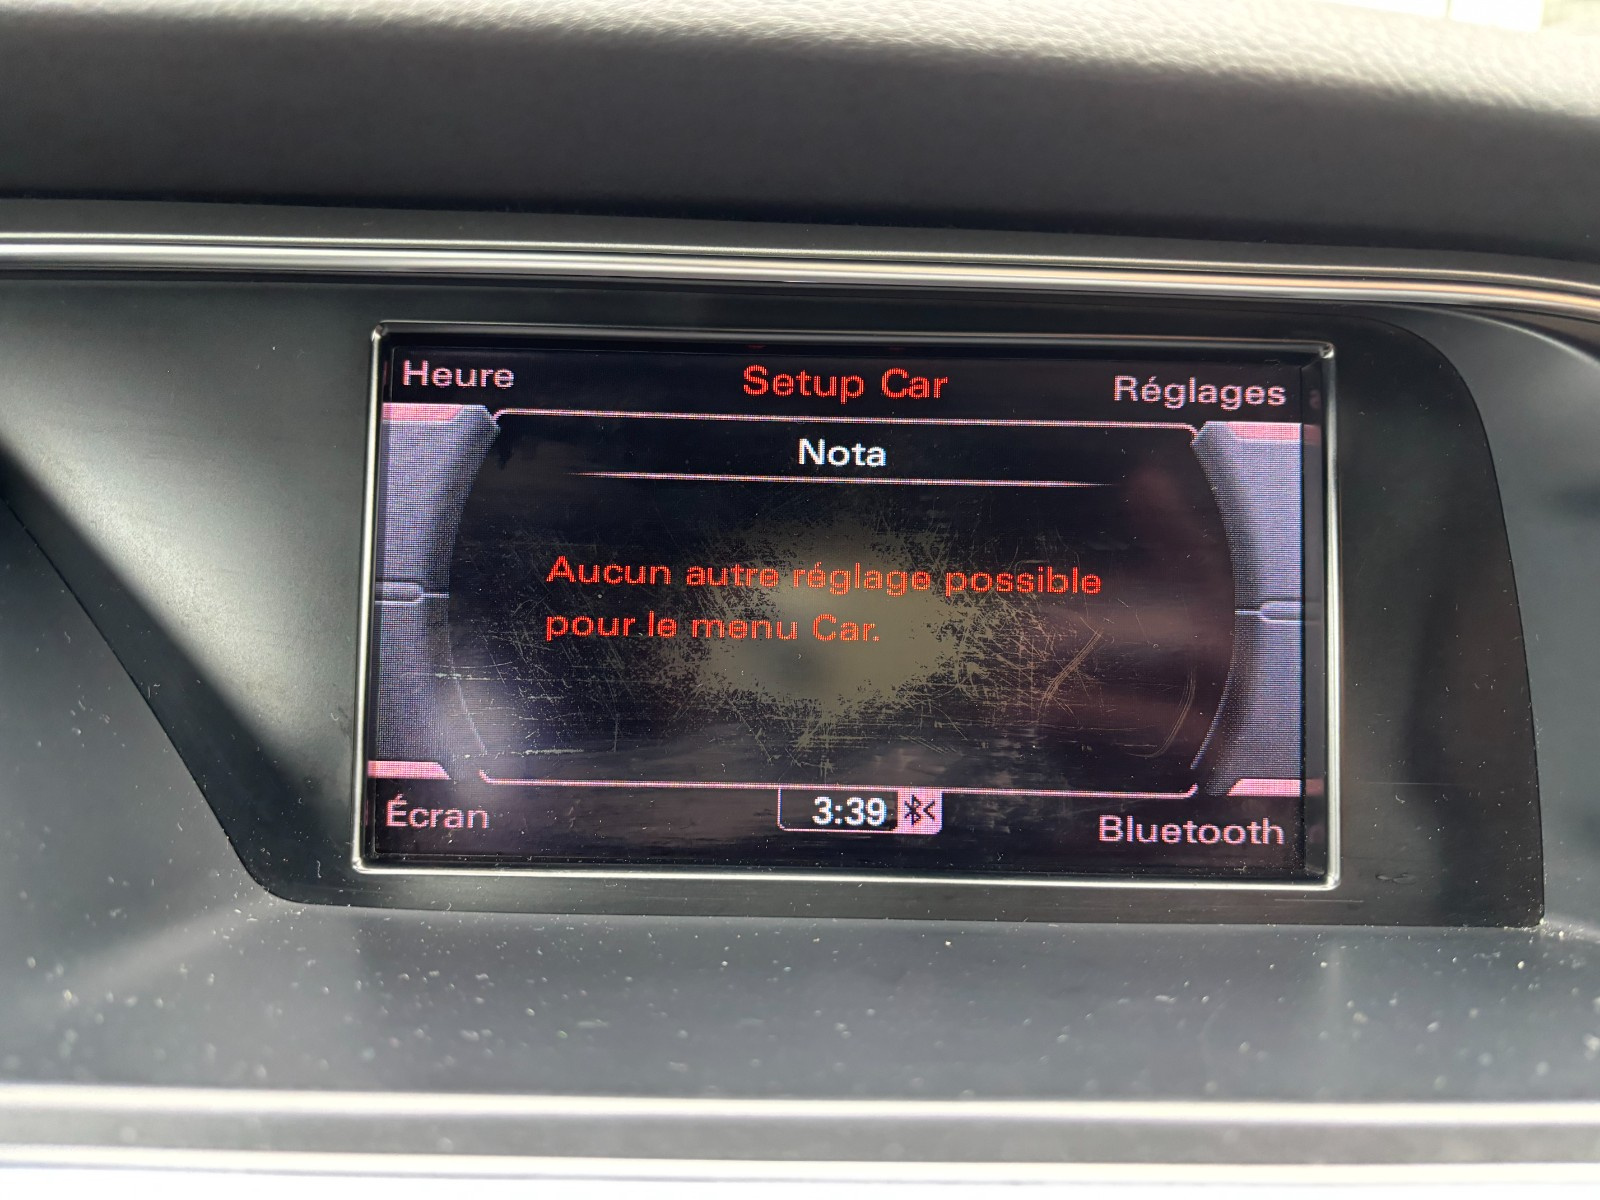 Heure
Setup Car
Réglages
Nota
Aucun autre réglage possible
pour le menu Car.
Écran
3:39
Bluetooth